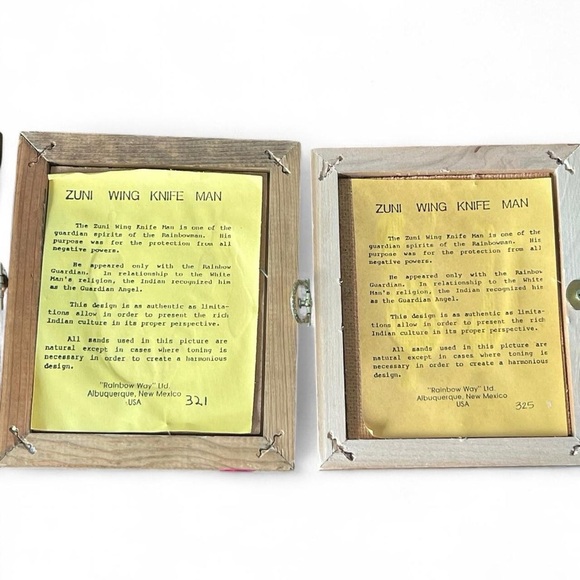 ZUNI WING KNIFE MAN
The Zuni Wing Knife Man is one of the
guardian spirits of the Rainbowman. His
purpose was for the protection from all
negative powers.
He appeared only with the Rainbow
Guardian. In relationship to the White
Man's religion, the Indian recognized him
as the Guardian Angel.
This design is as authentic as limita-
tions allow in order to present the rich
Indian culture in its proper perspective.
All sands used in this picture are
natural except in cases where toning is
necessary in order to create a harmonious
design.
"Rainbow Way" Ltd.
Albuquerque, New Mexico
USA 321
ZUNI WING KNIFE MAN
The Zuni Wing Knife Man is one of the
guardian spirits of the Rainbowman. His
purpose was for the protection from all
negative powers.
He appeared only with the Rainbow
Guardian. In relationship to the White
Man's religion, the Indian recognized him
as the Guardian Angel.
This design is as authentic as limita-
tions allow in order to present the rich
Indian culture in its proper perspective.
All sands used in this picture are
natural except in cases where toning is
necessary in order to create a harmonious
design.
"Rainbow Way" Ltd.
Albuquerque, New Mexico
USA 325